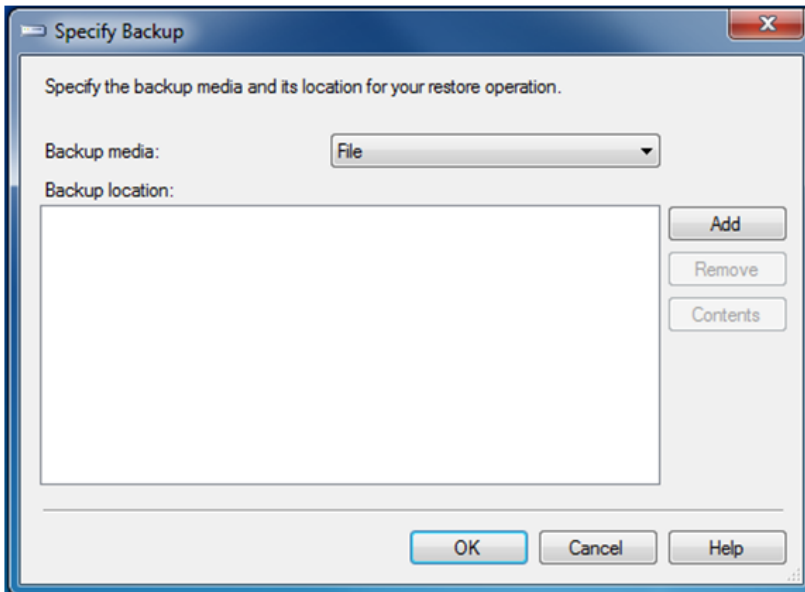 Specify Backup
Specify the backup media and its location for your restore operation.
Backup media:
File
Backup location:
Add
Remove
Contents
OK
Cancel
Help